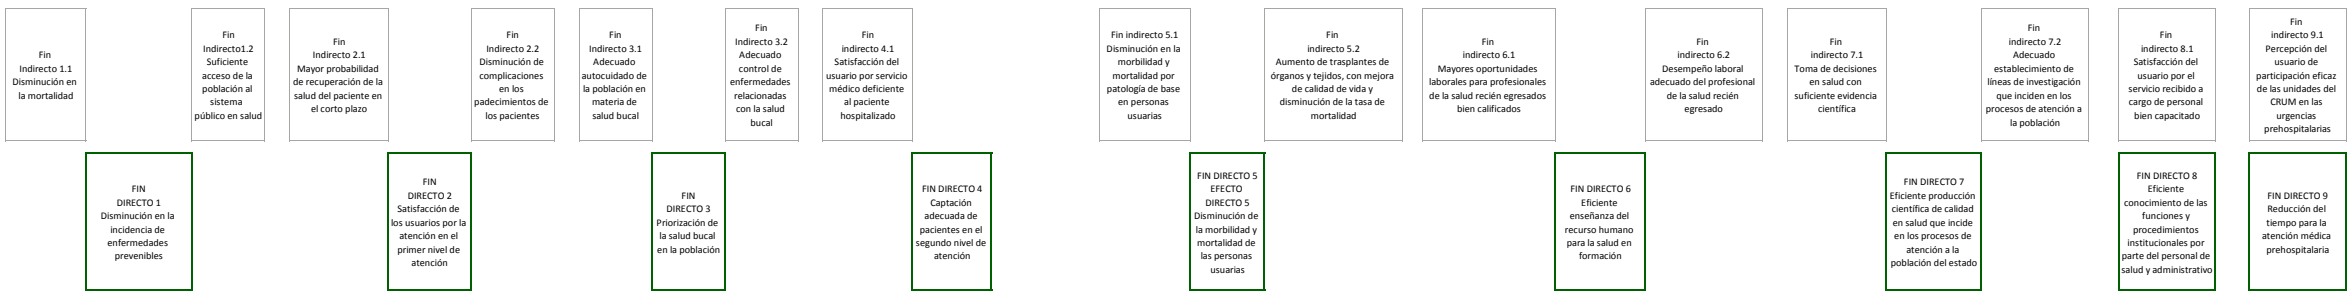 Fin
Indirecto 1.1
Disminución en
la mortalidad
Fin
Indirecto1.2
Suficiente
acceso de la
población al
sistema
público en salud
Fin
Indirecto 2.1
Mayor probabilidad
de recuperación de la
salud del paciente en
el corto plazo
Fin
Indirecto 2.2
Disminución de
complicaciones
en los
padecimientos de
los pacientes
Fin
Indirecto 3.1
Adecuado
autocuidado de
la población en
materia de
salud bucal
Fin
Indirecto 3.2
Adecuado
control de
enfermedades
relacionadas
con la salud
bucal
Fin
indirecto 4.1
Satisfacción del
usuario por servicio
médico deficiente
al paciente
hospitalizado
Fin indirecto 5.1
Disminución en la
morbilidad y
mortalidad por
patología de base
en personas
usuarias
Fin
indirecto 5.2
Aumento de trasplantes de
órganos y tejidos, con mejora
de calidad de vida y
disminución de la tasa de
mortalidad
Fin
indirecto 6.1
Mayores oportunidades
laborales para profesionales
de la salud recién egresados
bien calificados
Fin
indirecto 6.2
Desempeño laboral
adecuado del profesional
de la salud recién
egresado
Fin
indirecto 7.1
Toma de decisiones
en salud con
suficiente evidencia
científica
Fin
indirecto 7.2
Adecuado
establecimiento de
líneas de investigación
que inciden en los
procesos de atención a
la población
Fin
indirecto 8.1
Satisfacción del
usuario por el
servicio recibido a
cargo de personal
bien capacitado
Fin
indirecto 9.1
Percepción del
usuario de
participación eficaz
de las unidades del
CRUM en las
urgencias
prehospitalarias
FIN
DIRECTO 1
Disminución en la
incidencia de
enfermedades
prevenibles
FIN
DIRECTO 2
Satisfacción de
los usuarios por la
atención en el
primer nivel de
atención
FIN
DIRECTO 3
Priorización de
la salud bucal
en la población
FIN DIRECTO 4
Captación
adecuada de
pacientes en el
segundo nivel de
atención
FIN DIRECTO 5
EFECTO
DIRECTO 5
Disminución de
la morbilidad y
mortalidad de
las personas
usuarias
FIN DIRECTO 6
Eficiente
enseñanza del
recurso humano
para la salud en
formación
FIN DIRECTO 7
Eficiente producción
científica de calidad
en salud que incide
en los procesos de
atención a la
población del estado
FIN DIRECTO 8
Eficiente
conocimiento de las
funciones y
procedimientos
institucionales por
parte del personal de
salud y administrativo
FIN DIRECTO 9
Reducción del
tiempo para la
atención médica
prehospitalaria